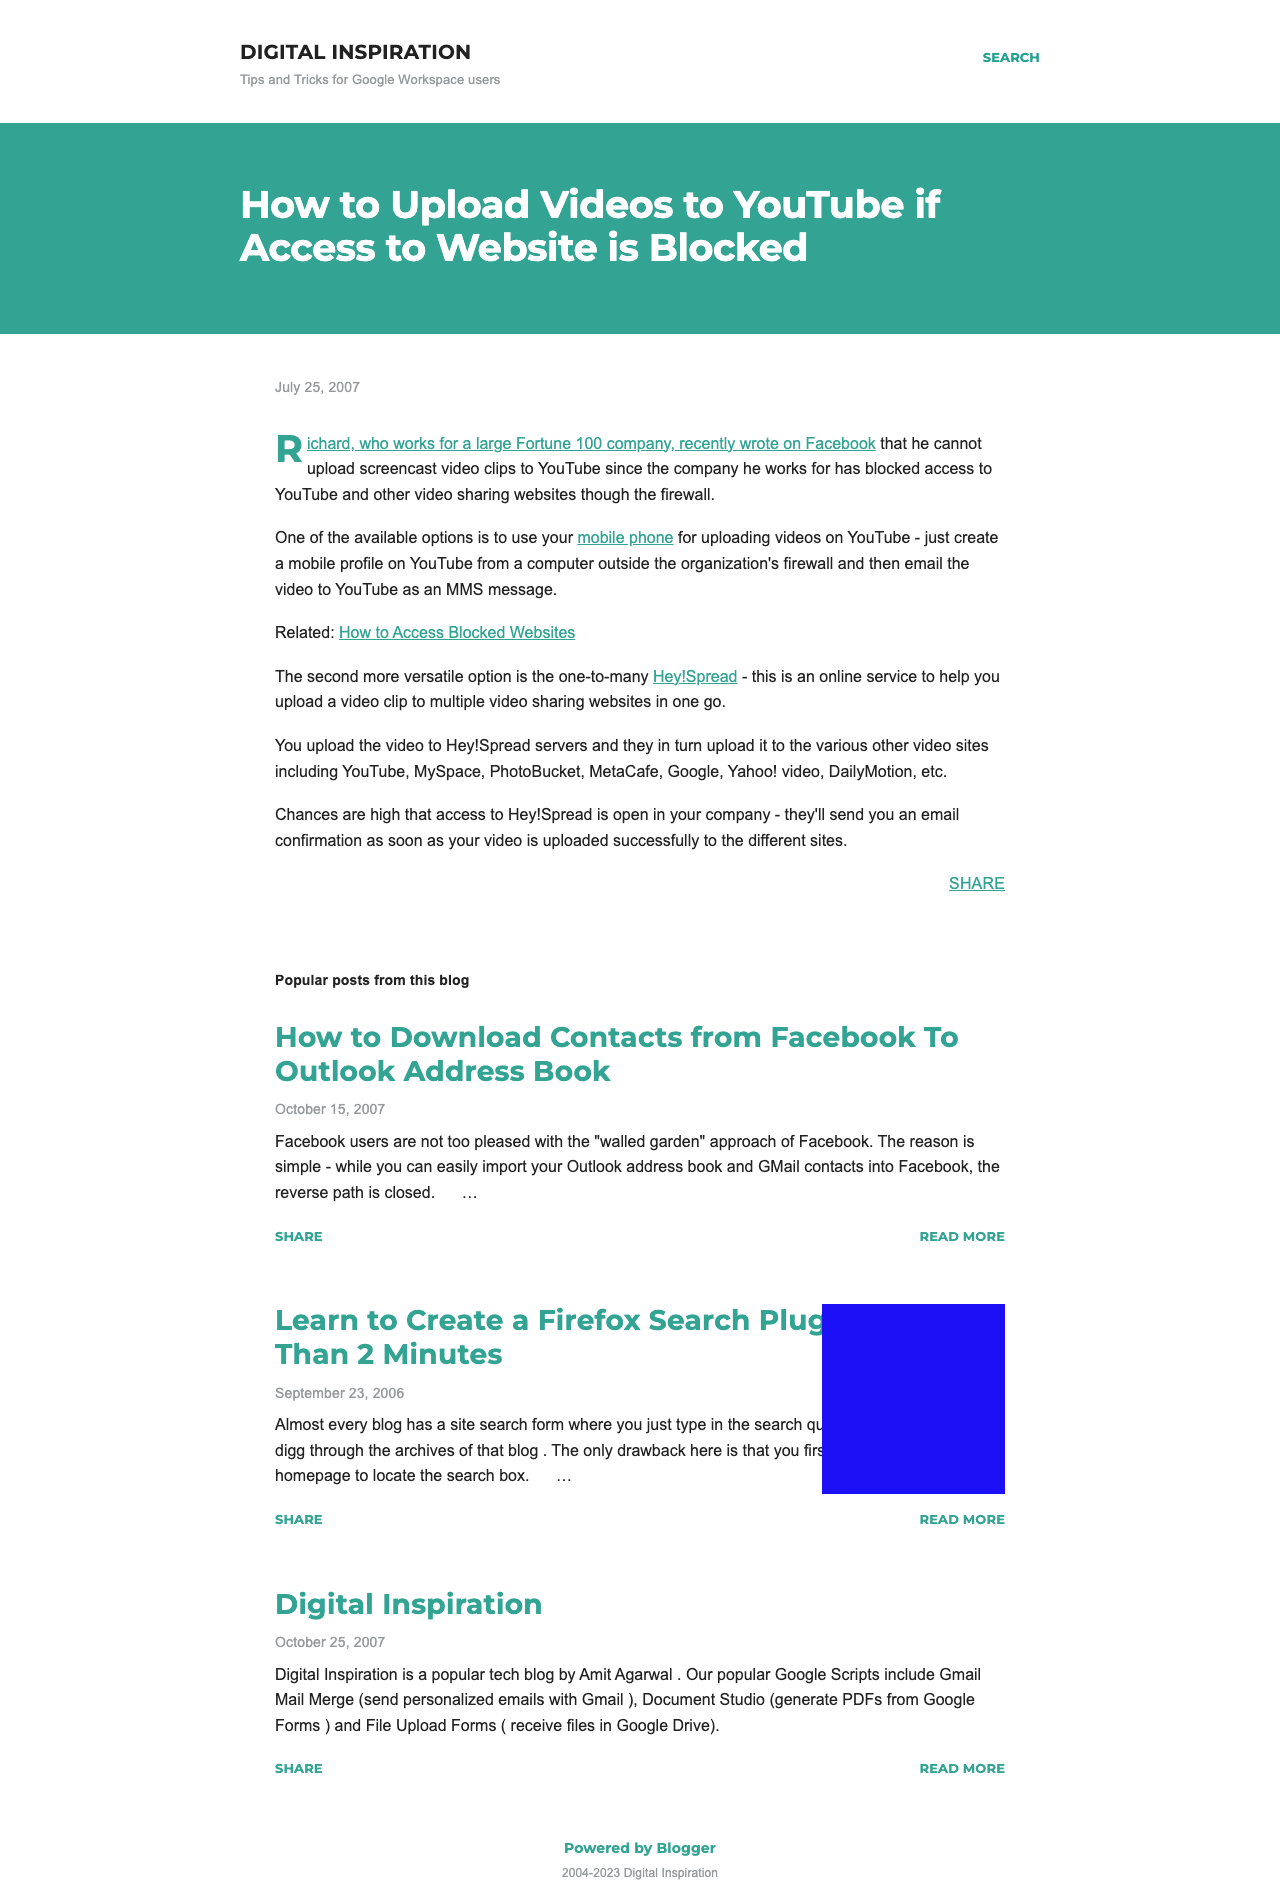 DIGITAL INSPIRATION
Tips and Tricks for Google Workspace users
SEARCH
How to Upload Videos to YouTube if
Access to Website is Blocked
July 25, 2007
Richard, who works for a large Fortune 100 company, recently wrote on Facebook that he cannot
upload screencast video clips to YouTube since the company he works for has blocked access to
YouTube and other video sharing websites though the firewall.
One of the available options is to use your mobile phone for uploading videos on YouTube - just create
a mobile profile on YouTube from a computer outside the organization's firewall and then email the
video to YouTube as an MMS message.
Related: How to Access Blocked Websites
The second more versatile option is the one-to-many Hey!Spread - this is an online service to help you
upload a video clip to multiple video sharing websites in one go.
You upload the video to Hey!Spread servers and they in turn upload it to the various other video sites
including YouTube, MySpace, PhotoBucket, MetaCafe, Google, Yahoo! video, DailyMotion, etc.
Chances are high that access to Hey!Spread is open in your company - they'll send you an email
confirmation as soon as your video is uploaded successfully to the different sites.
SHARE
Popular posts from this blog
How to Download Contacts from Facebook To
Outlook Address Book
October 15, 2007
Facebook users are not too pleased with the "walled garden" approach of Facebook. The reason is
simple - while you can easily import your Outlook address book and GMail contacts into Facebook, the
reverse path is closed. …
SHARE
READ MORE
Learn to Create a Firefox Search
Than 2 Minutes
September 23, 2006
Almost every blog has a site search form where you just type in the search
digg through the archives of that blog . The only drawback here is that you
homepage to locate the search box. …
SHARE
READ MORE
Digital Inspiration
October 25, 2007
Digital Inspiration is a popular tech blog by Amit Agarwal . Our popular Google Scripts include Gmail
Mail Merge (send personalized emails with Gmail ), Document Studio (generate PDFs from Google
Forms ) and File Upload Forms ( receive files in Google Drive).
SHARE
READ MORE
Powered by Blogger
2004-2023 Digital Inspiration